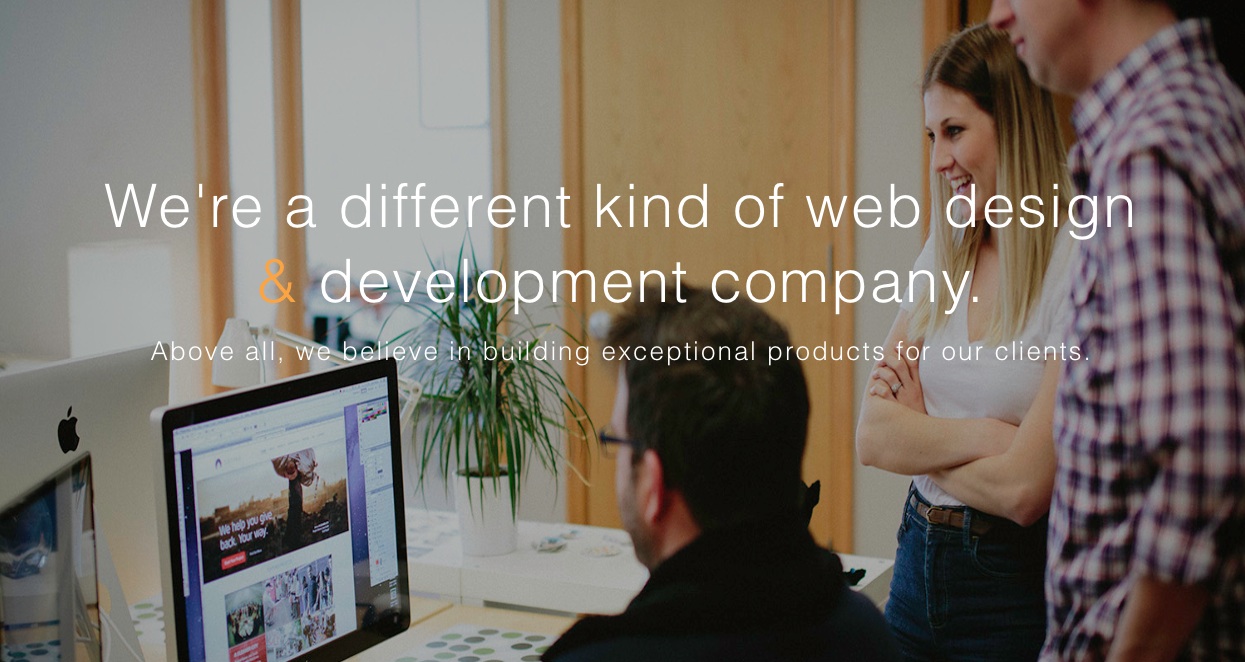 We're a different kind of web design
& development company.
Above all, we believe in building exceptional products for our clients.
We help you give
back. Your way.